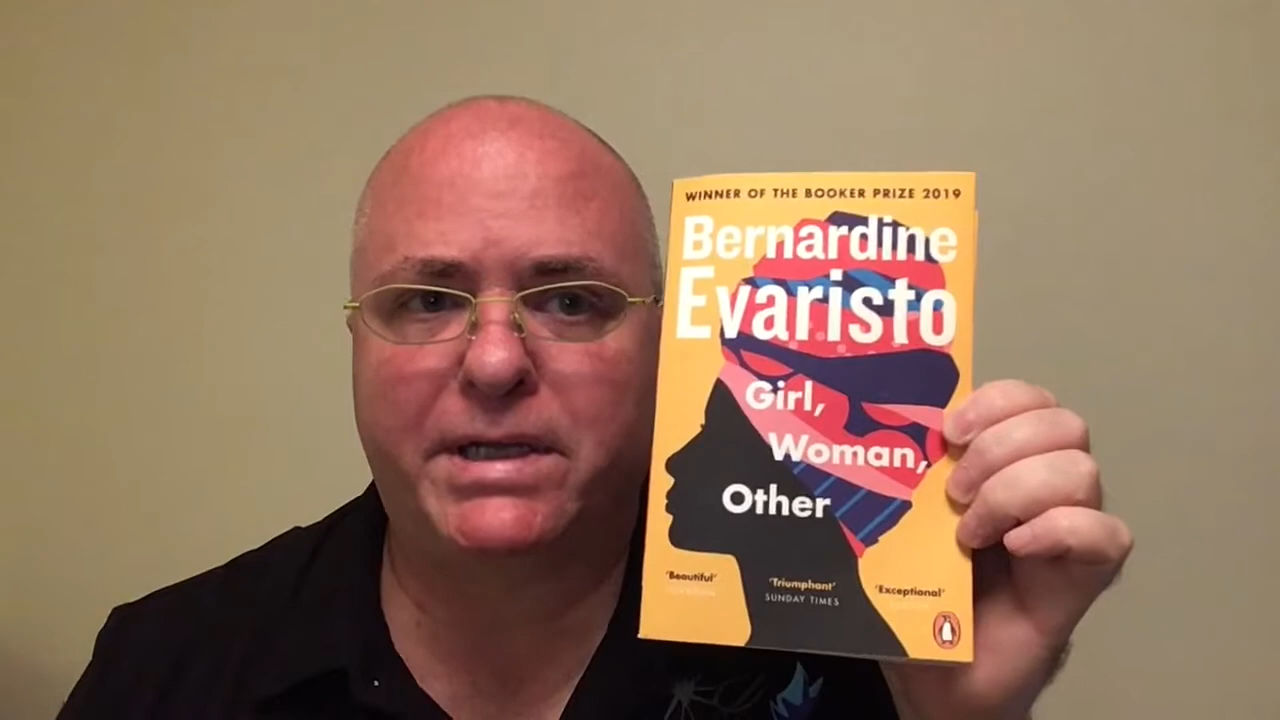 WINNER OF THE BOOKER PRIZE 2019
Bernardine
Evaristo
Girl,
Woman,
Other
'Beautiful'
'Triumphant'
SUNDAY TIMES
'Exceptional'